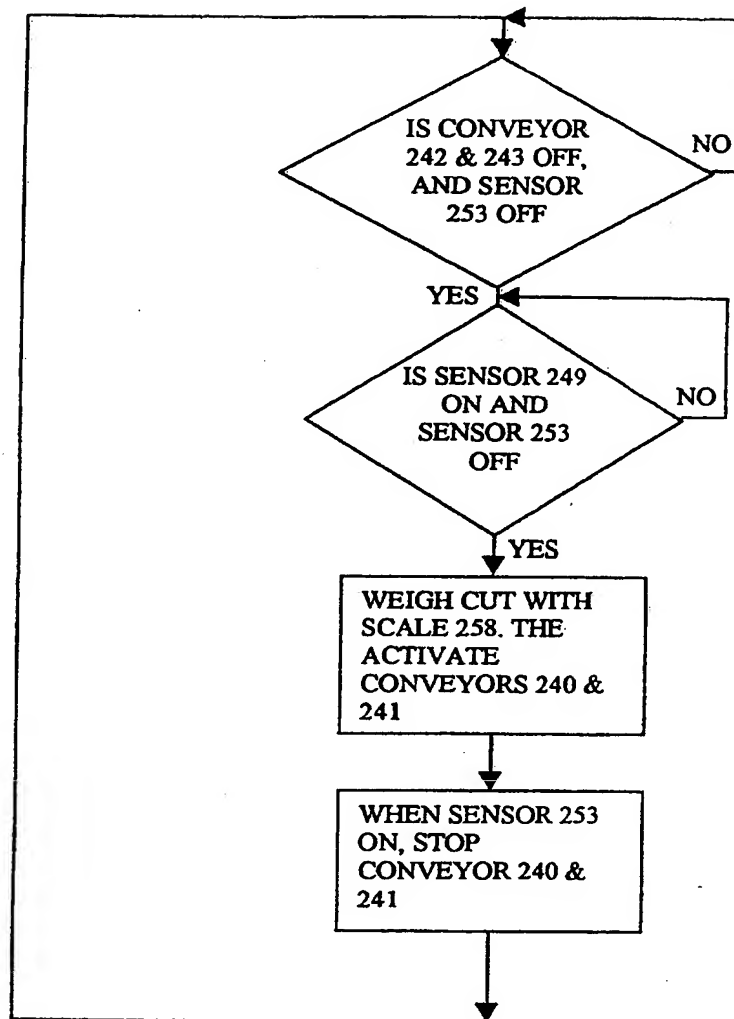 IS CONVEYOR
242 & 243 OFF,
AND SENSOR
253 OFF
NO
YES
IS SENSOR 249
ON AND
SENSOR 253
OFF
NO
YES
WEIGH CUT WITH
SCALE 258. THE
ACTIVATE
CONVEYORS 240 &
241
WHEN SENSOR 253
ON, STOP
CONVEYOR 240 &
241